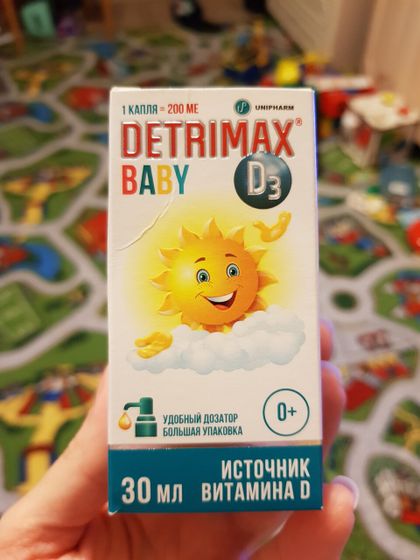 1 КАПЛЯ = 200 МЕ
UNIPHARM
DETRIMAX®
BABY
D3
УДОБНЫЙ ДОЗАТОР
БОЛЬШАЯ УПАКОВКА
0+
30 МЛ
ИСТОЧНИК
ВИТАМИНА D